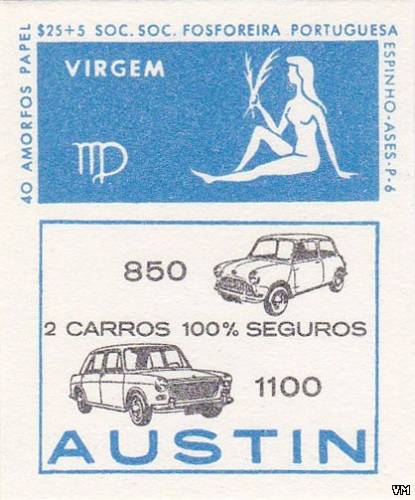 $25+5 SOC. SOC. FOSFOREIRA PORTUGUESA
40 AMORFOS PAPEL
ESPINHO-ASES-P-6
VIRGEM
850
2 CARROS 100% SEGUROS
1100
AUSTIN
VM